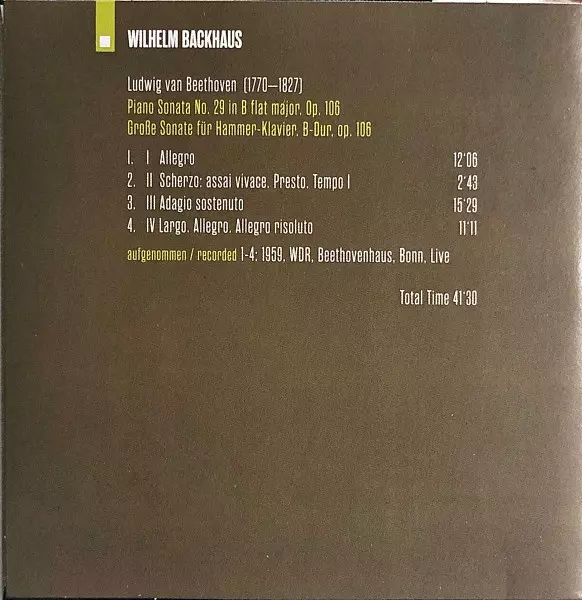 WILHELM BACKHAUS
Ludwig van Beethoven (1770–1827)
Piano Sonata No. 29 in B flat major, Op. 106
Große Sonate für Hammer-Klavier, B-Dur, op. 106
1. I Allegro 12'06
2. II Scherzo: assai vivace. Presto. Tempo I 2'43
3. III Adagio sostenuto 15'29
4. IV Largo. Allegro. Allegro risoluto 11'11
aufgenommen / recorded 1-4: 1959, WDR, Beethovenhaus, Bonn, Live
Total Time 41'30